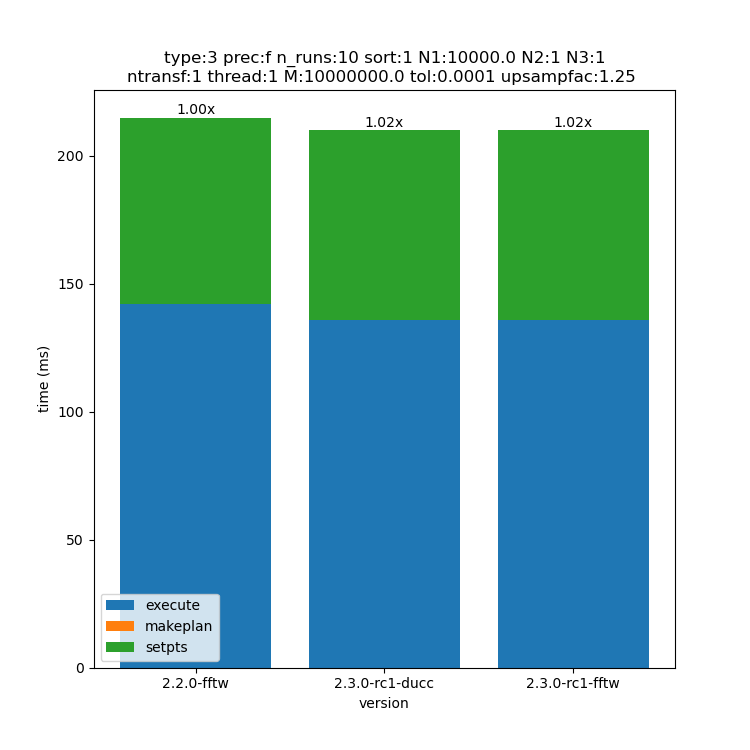 type:3 prec:f n_runs:10 sort:1 N1:10000.0 N2:1 N3:1
ntransf:1 thread:1 M:10000000.0 tol:0.0001 upsampfac:1.25
1.00x
1.02x
1.02x
200
150
100
50
0
time (ms)
execute
makeplan
setpts
2.2.0-fftw
2.3.0-rc1-ducc
2.3.0-rc1-fftw
version